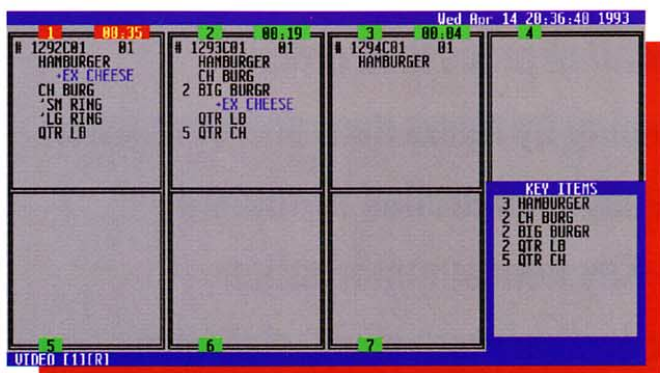 Wed Apr 14 20:36:40 1993
1 00:35
# 1292C01 01
HAMBURGER
+EX CHEESE
CH BURG
'SM RING
'LG RING
QTR LB
2 00:19
# 1293C01 01
HAMBURGER
CH BURG
2 BIG BURGR
+EX CHEESE
QTR LB
5 QTR CH
3 00:04
# 1294C01 01
HAMBURGER
4
KEY ITEMS
3 HAMBURGER
2 CH BURG
2 BIG BURGR
2 QTR LB
5 QTR CH
5
6
7
VIDEO [1][R]